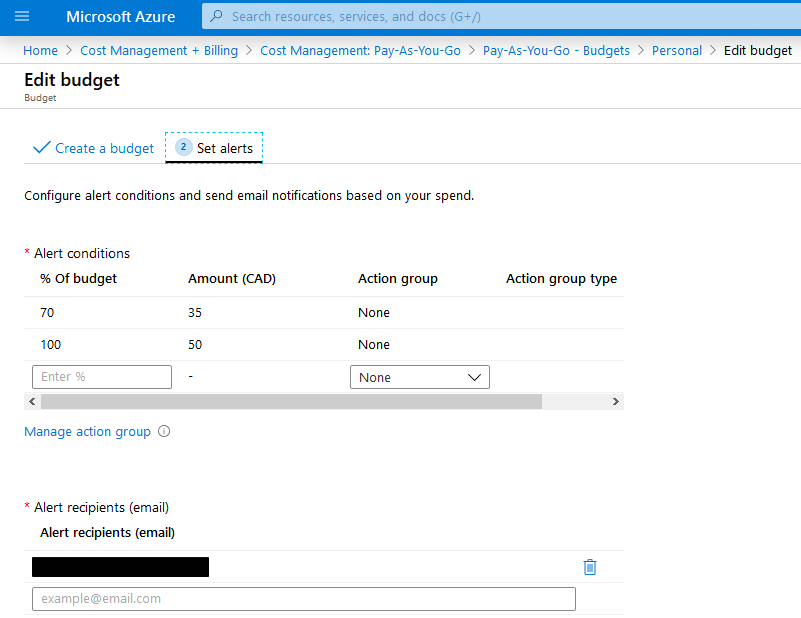 Microsoft Azure
Search resources, services, and docs (G+/)
Home > Cost Management + Billing > Cost Management: Pay-As-You-Go > Pay-As-You-Go - Budgets > Personal > Edit budget
Edit budget
Budget
Create a budget
2 Set alerts
Configure alert conditions and send email notifications based on your spend.
* Alert conditions
% Of budget Amount (CAD) Action group Action group type
70 35 None
100 50 None
Enter % - None
Manage action group
* Alert recipients (email)
Alert recipients (email)
example@email.com